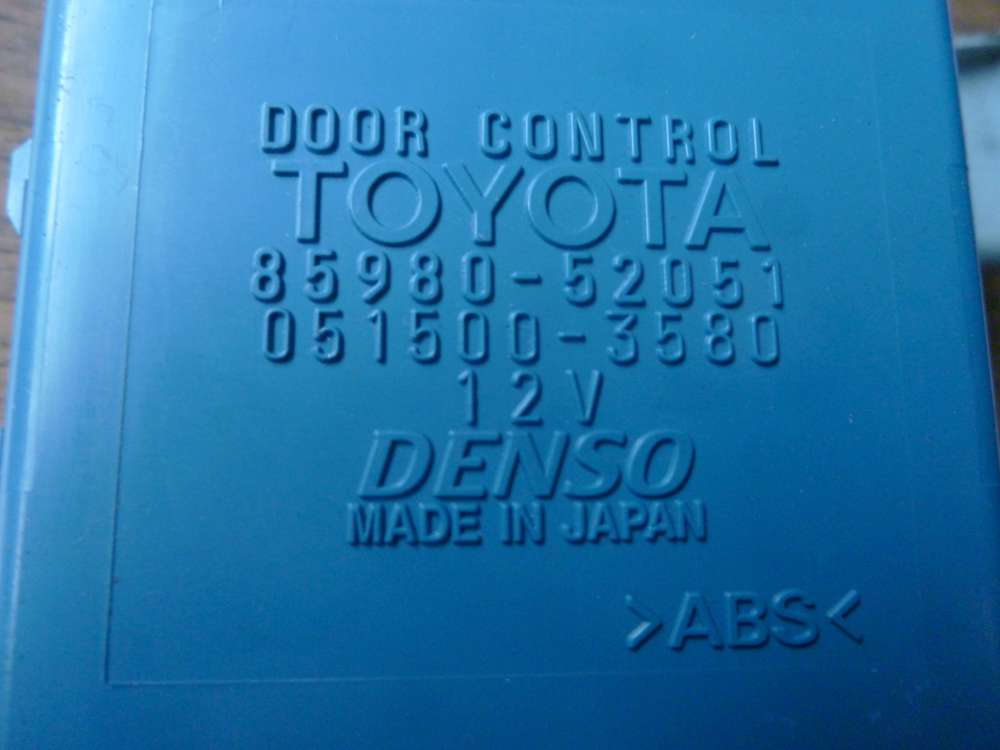 DOOR CONTROL
TOYOTA
85980-52051
051500-3580
12V
DENSO
MADE IN JAPAN
>ABS<